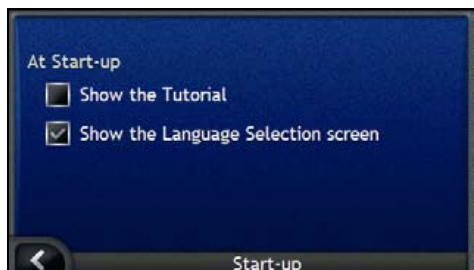 At Start-up
Show the Tutorial
Show the Language Selection screen
Start-up